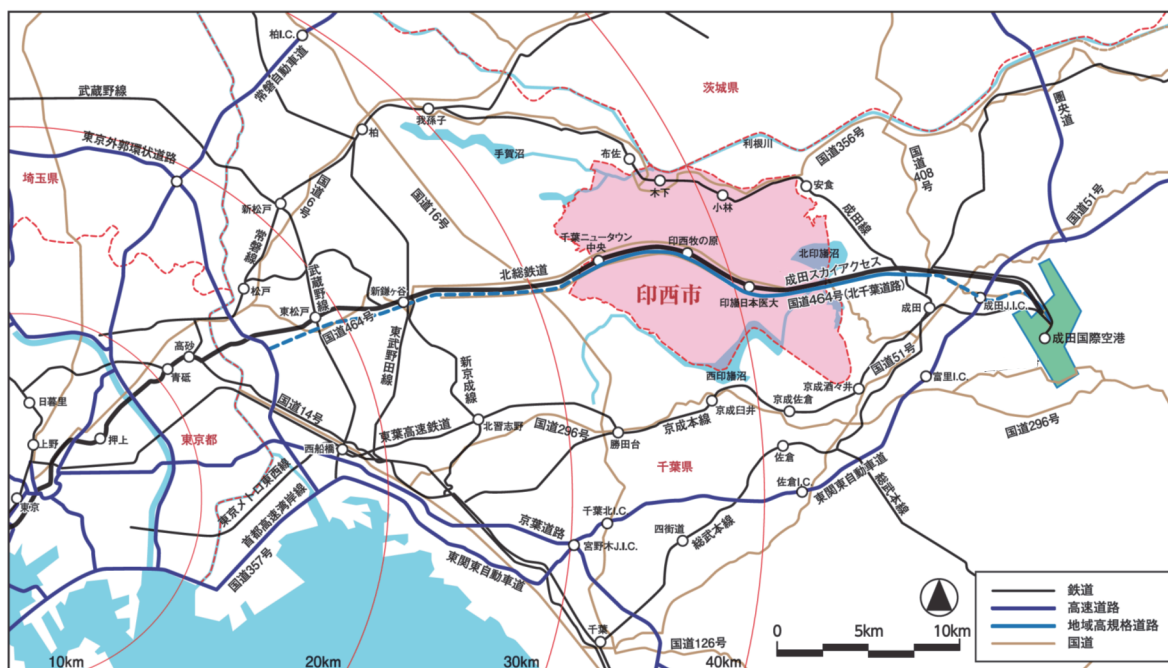 柏I.C.
常磐自動車道
武蔵野線
茨城県
圏央道
我孫子
柏
手賀沼
利根川
国道356号
東京外郭環状道路
布佐
国道408号
埼玉県
国道6号
木下
安食
小林
国道51号
新松戸
国道16号
成田線
常磐線
千葉ニュータウン
中央
印西牧の原
北印旛沼
武蔵野線
北総鉄道
成田スカイアクセス
松戸
新鎌ヶ谷
印西市
印旛日本医大
国道464号(北千葉道路)
成田J.I.C.
東松戸
国道464号
成田
成田国際空港
東武野田線
高砂
新京成線
国道51号
青砥
西印旛沼
富里I.C.
京成酒々井
日暮里
国道14号
京成臼井
京成佐倉
東葉高速鉄道
北習志野
国道296号
京成本線
国道296号
上野
押上
東京都
勝田台
西船橋
佐倉
千葉県
東京メトロ東西線
東関東自動車道
総武本線
佐倉I.C.
東京
首都高速湾岸線
京葉道路
千葉北I.C.
四街道
総武本線
国道357号
宮野木J.I.C.
東関東自動車道
鉄道
高速道路
地域高規格道路
国道
千葉
国道126号
0 5km 10km
10km 20km 30km 40km